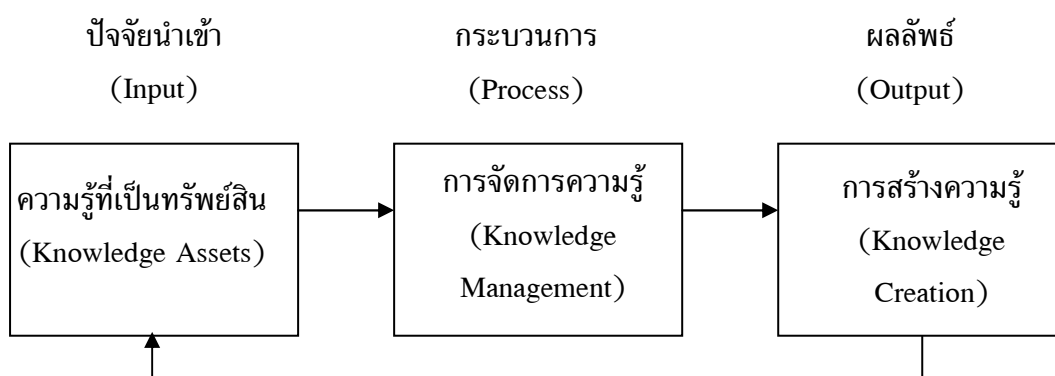 ปัจจัยนำเข้า
(Input)
กระบวนการ
(Process)
ผลลัพธ์
(Output)
ความรู้ที่เป็นทรัพย์สิน
(Knowledge Assets)
การจัดการความรู้
(Knowledge
Management)
การสร้างความรู้
(Knowledge
Creation)